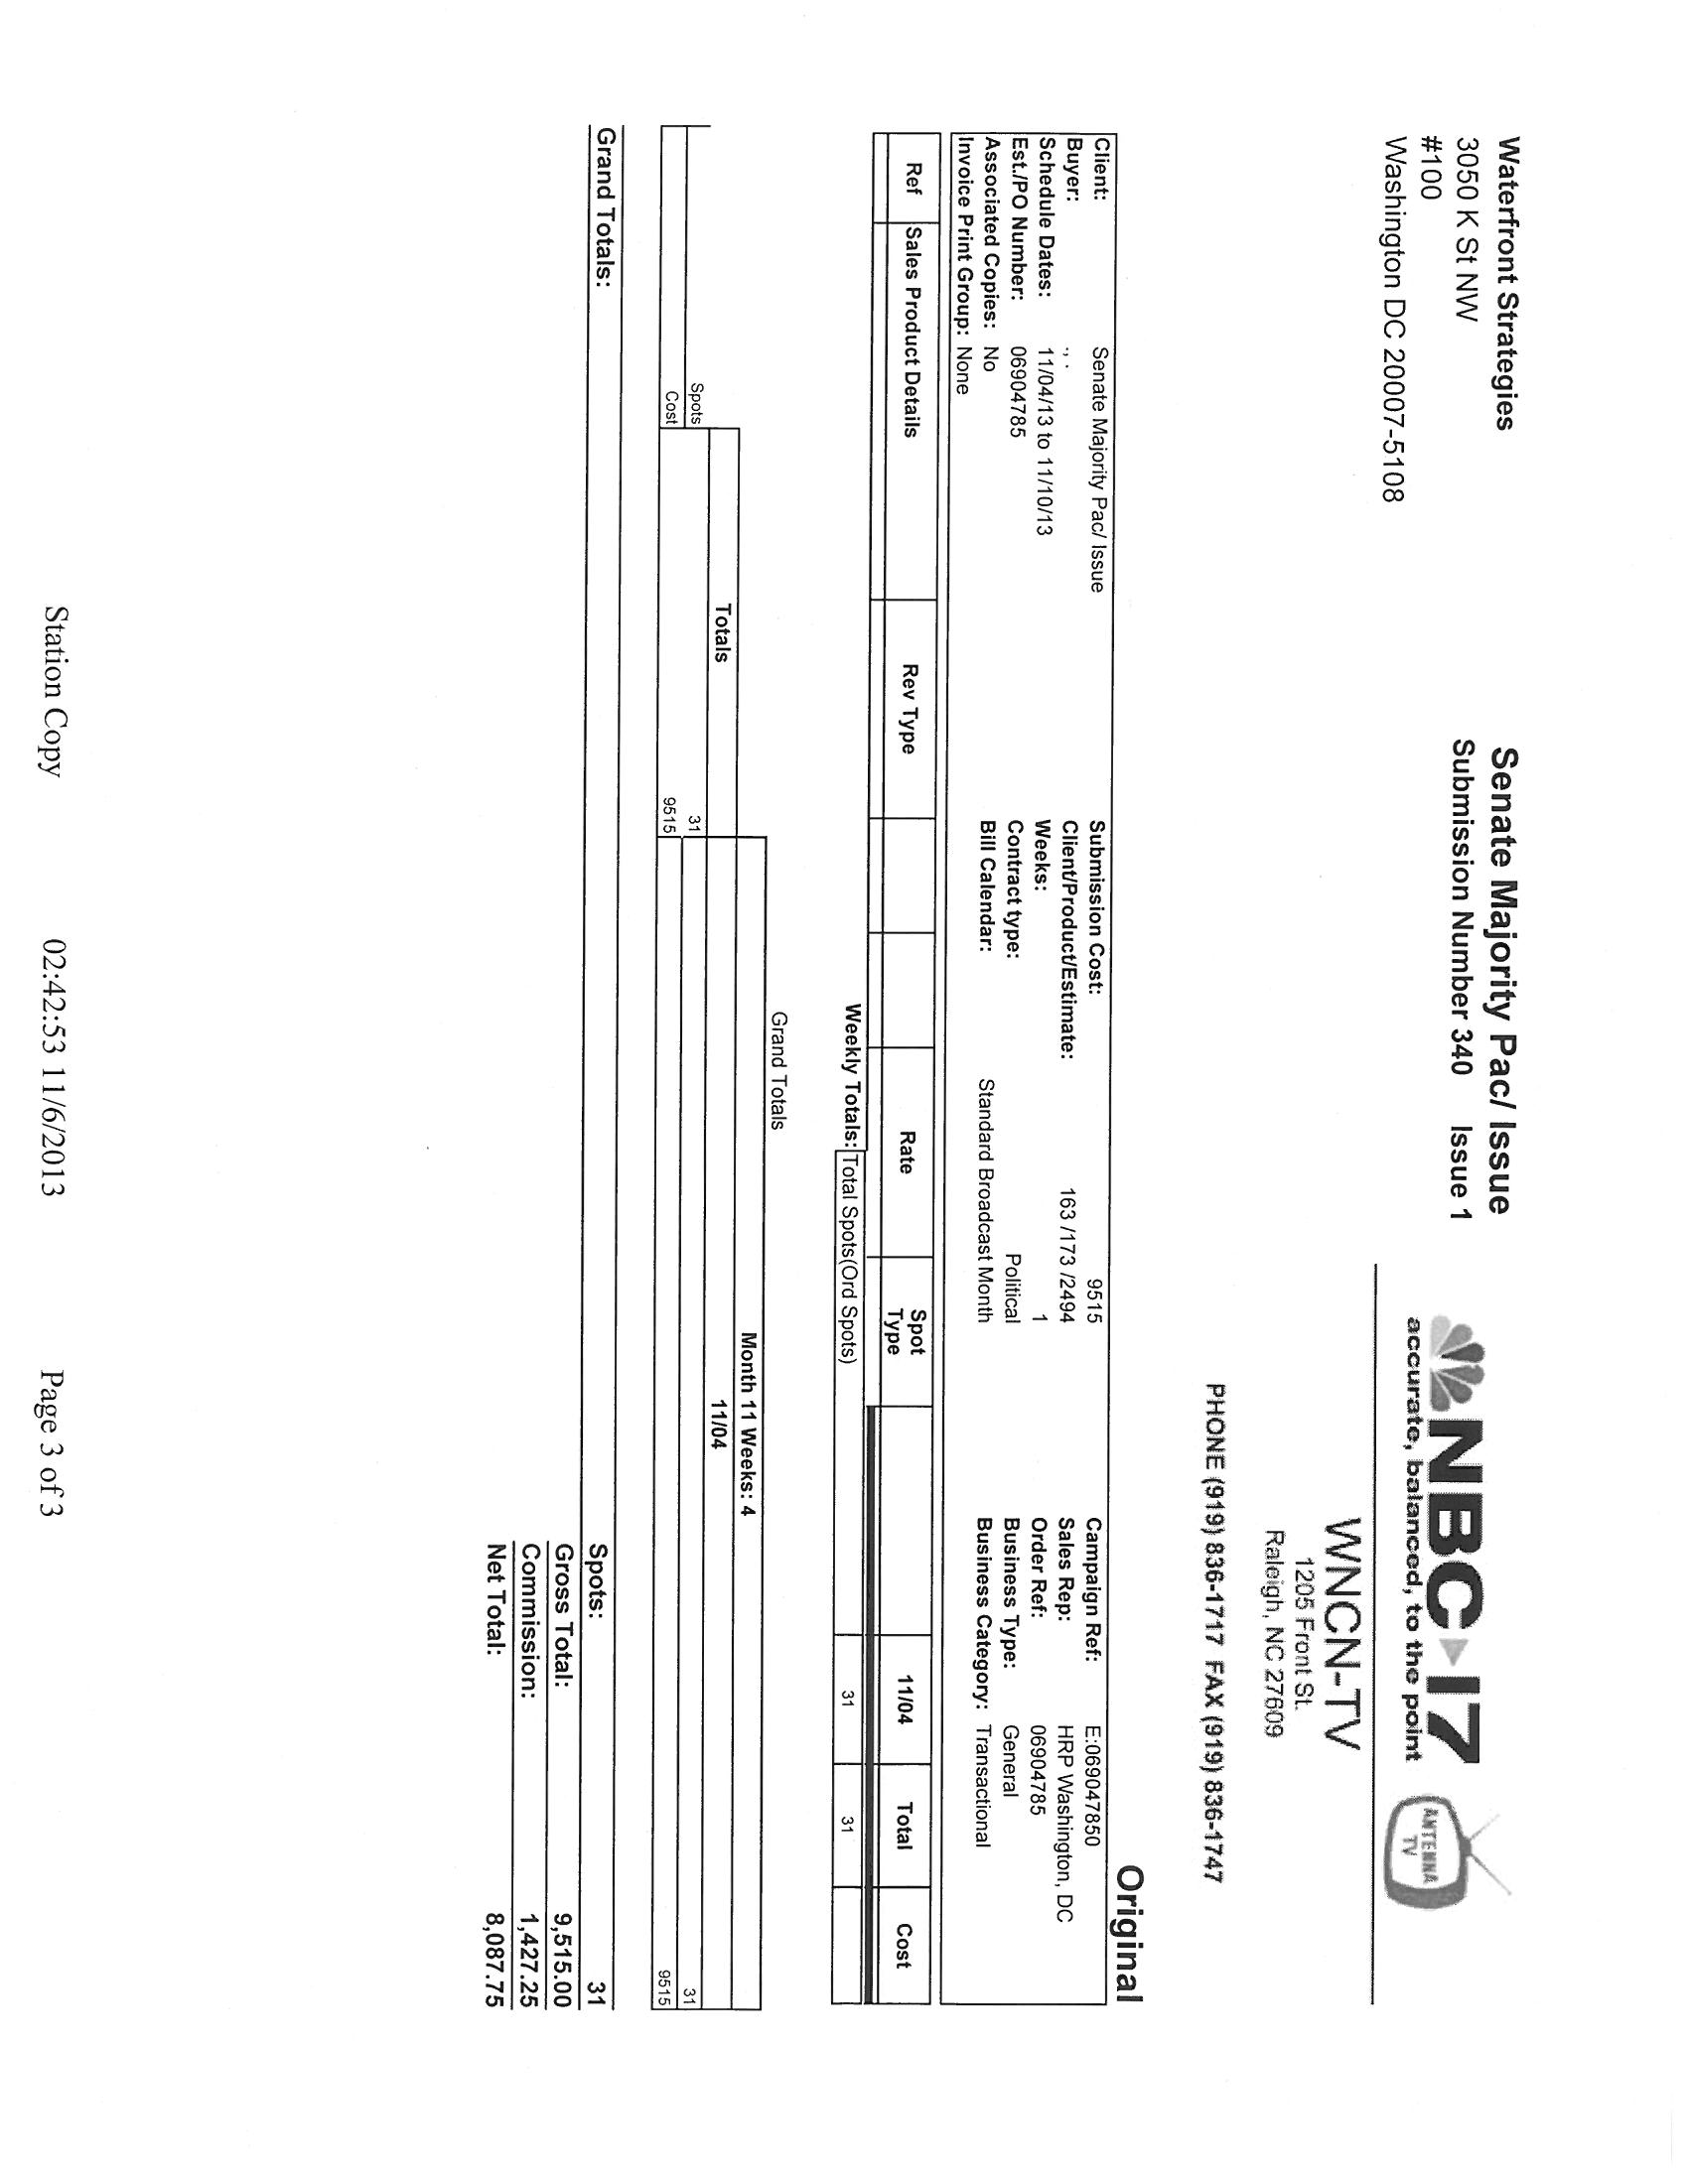 Waterfront Strategies
3050 K St NW
#100
Washington DC 20007-5108
Senate Majority Pac/ Issue
Submission Number 340 Issue 1
NBC 17
accurate, balanced, to the point
ANTENNA
TV
WNCN-TV
1205 Front St.
Raleigh, NC 27609
PHONE (919) 836-1717 FAX (919) 836-1747
Original
Client: Senate Majority Pac/ Issue
Buyer: ., .
Schedule Dates: 11/04/13 to 11/10/13
Est./PO Number: 06904785
Associated Copies: No
Invoice Print Group: None
Submission Cost: 9515
Client/Product/Estimate: 163 /173 /2494
Weeks: 1
Contract type: Political
Bill Calendar: Standard Broadcast Month
Campaign Ref: E:069047850
Sales Rep: HRP Washington, DC
Order Ref: 06904785
Business Type: General
Business Category: Transactional
Ref Sales Product Details Rev Type Rate Spot Type 11/04 Total Cost
Weekly Totals: Total Spots(Ord Spots) 31 31
Grand Totals
Month 11 Weeks: 4
Totals 11/04
Spots 31 31
Cost 9515 9515
Grand Totals:
Spots: 31
Gross Total: 9,515.00
Commission: 1,427.25
Net Total: 8,087.75
Station Copy 02:42:53 11/6/2013 Page 3 of 3